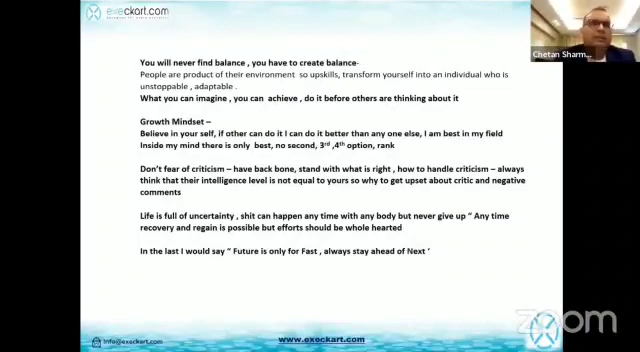 execkart.com
You will never find balance , you have to create balance-
People are product of their environment so upskills, transform yourself into an individual who is
unstoppable , adaptable .
What you can imagine , you can achieve , do it before others are thinking about it
Growth Mindset –
Believe in your self, if other can do it I can do it better than any one else, I am best in my field
Inside my mind there is only best, no second, 3rd ,4th option, rank
Don't fear of criticism – have back bone, stand with what is right , how to handle criticism – always
think that their intelligence level is not equal to yours so why to get upset about critic and negative
comments
Life is full of uncertainty , shit can happen any time with any body but never give up " Any time
recovery and regain is possible but efforts should be whole hearted
In the last I would say " Future is only for Fast , always stay ahead of Next '
Chetan Sharm...
Info@execkart.com
www.execkart.com
zoom